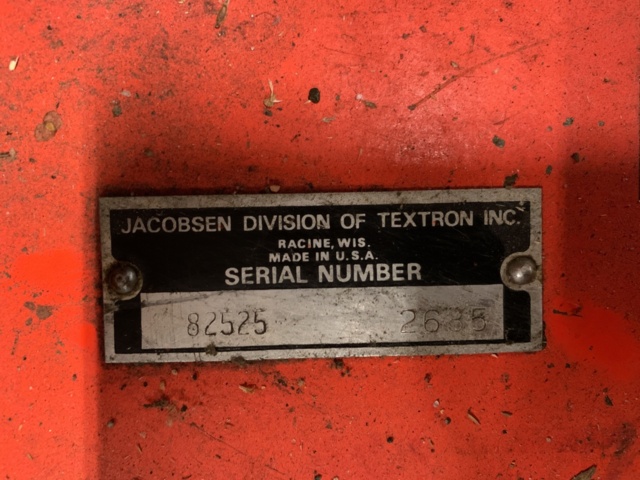 JACOBSEN DIVISION OF TEXTRON INC.
RACINE, WIS.
MADE IN U.S.A.
SERIAL NUMBER
82525